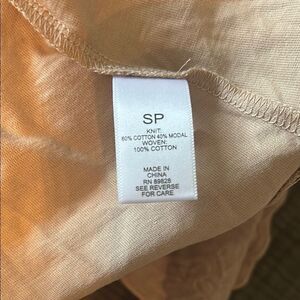 SP
KNIT:
60% COTTON 40% MODAL
WOVEN:
100% COTTON
MADE IN
CHINA
RN 89828
SEE REVERSE
FOR CARE